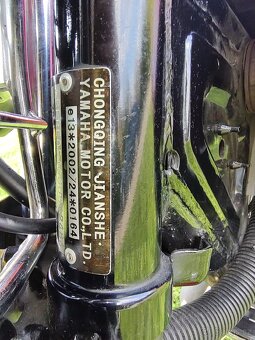 CHONGQING JIANSHE·
YAMAHA MOTOR CO.,LTD.
e13*2002/24*0164